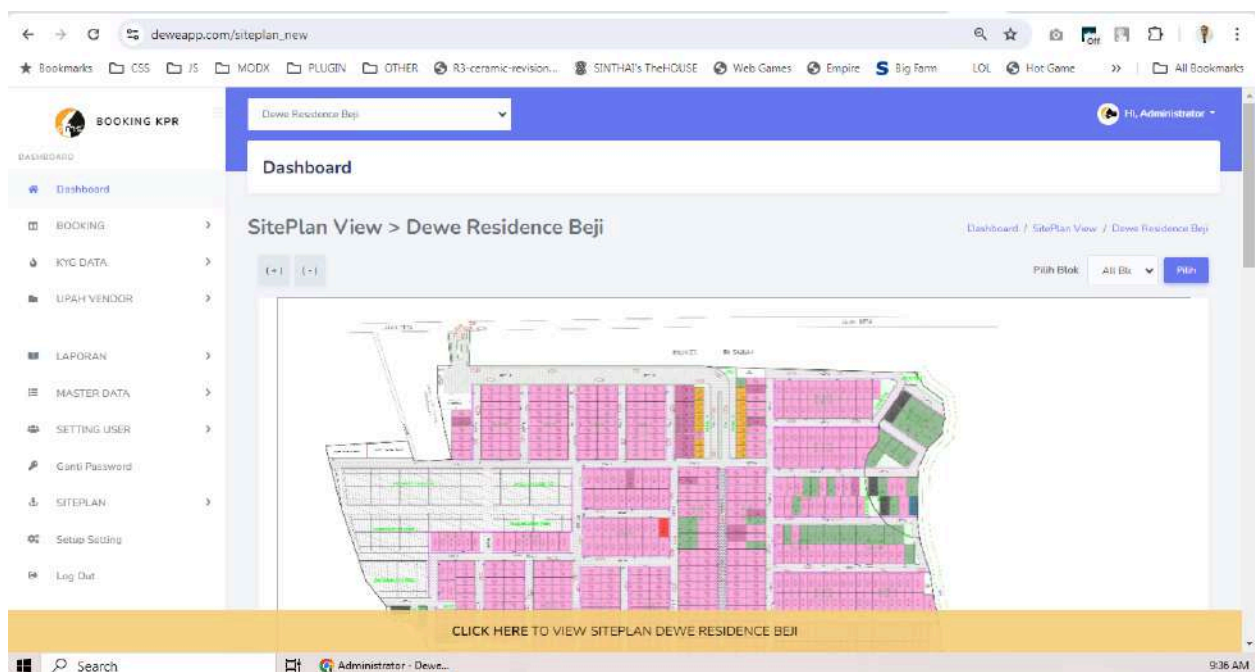 deweapp.com/siteplan_new
Off
Bookmarks CSS JS MODX PLUGIN OTHER R3-ceramic-revision... SINTHAI's TheHOUSE Web Games Empire Big Farm LOL Hot Game » All Bookmarks
BOOKING KPR
Dewe Residence Beji
Hi, Administrator
DASHBOARD
Dashboard
Dashboard
BOOKING
KYG DATA
UPAH VENDOR
LAPORAN
MASTER DATA
SETTING USER
Ganti Password
SITEPLAN
Setup Setting
Log Out
SitePlan View > Dewe Residence Beji
Dashboard / SitePlan View / Dewe Residence Beji
(+) (-)
Pilih Blok All Blo Pilih
CLICK HERE TO VIEW SITEPLAN DEWE RESIDENCE BEJI
Search
Administrator - Dewe...
9:36 AM